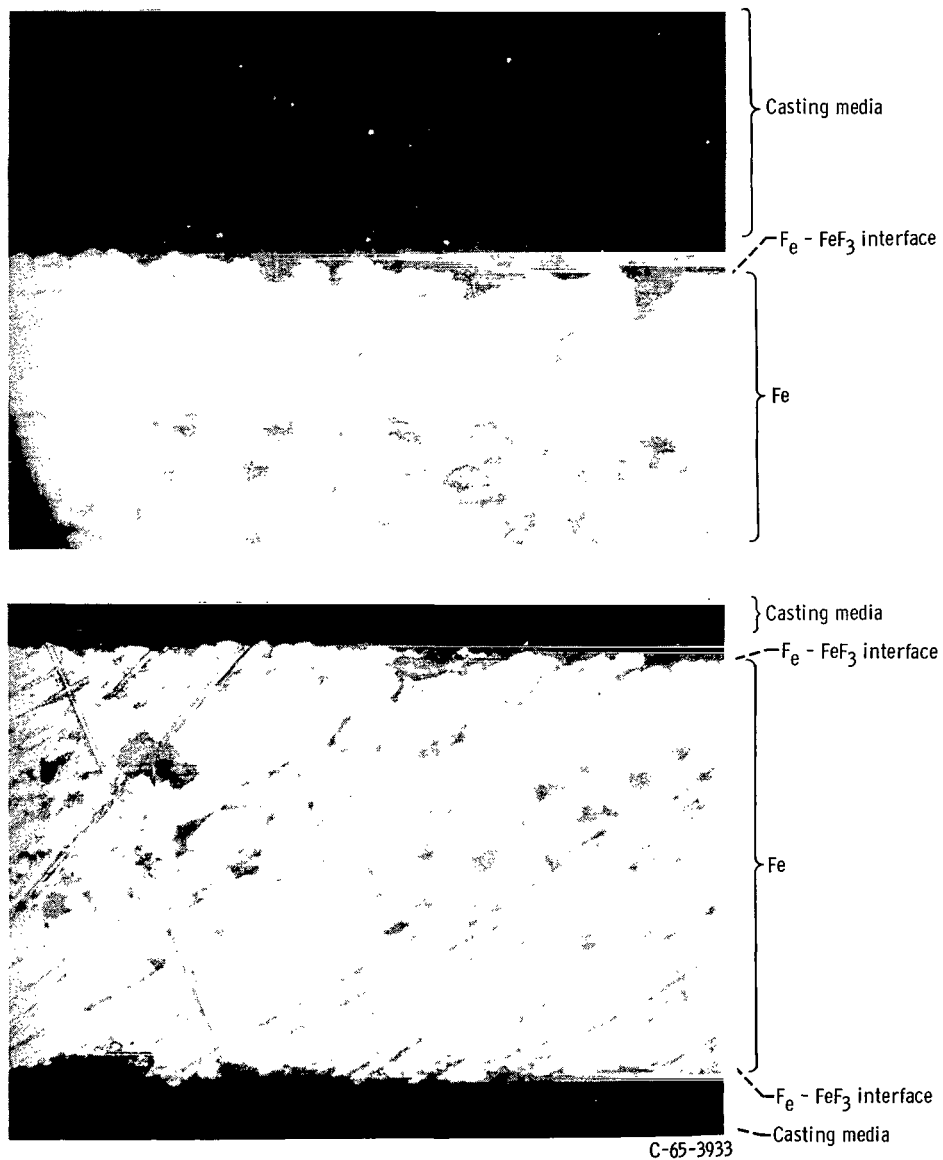 Casting media
Fe - FeF3 interface
Fe
Casting media
Fe - FeF3 interface
Fe
Fe - FeF3 interface
Casting media
C-65-3933